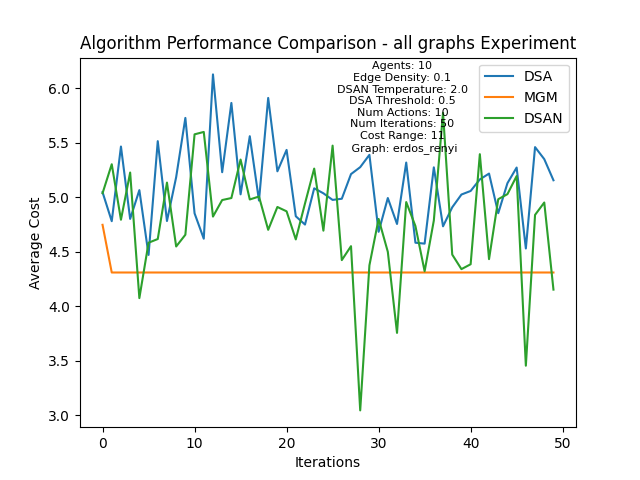 Algorithm Performance Comparison - all graphs Experiment
Agents: 10
Edge Density: 0.1
DSAN Temperature: 2.0
DSA Threshold: 0.5
Num Actions: 10
Num Iterations: 50
Cost Range: 11
Graph: erdos_renyi
DSA
MGM
DSAN
Average Cost
6.0
5.5
5.0
4.5
4.0
3.5
3.0
0 10 20 30 40 50
Iterations